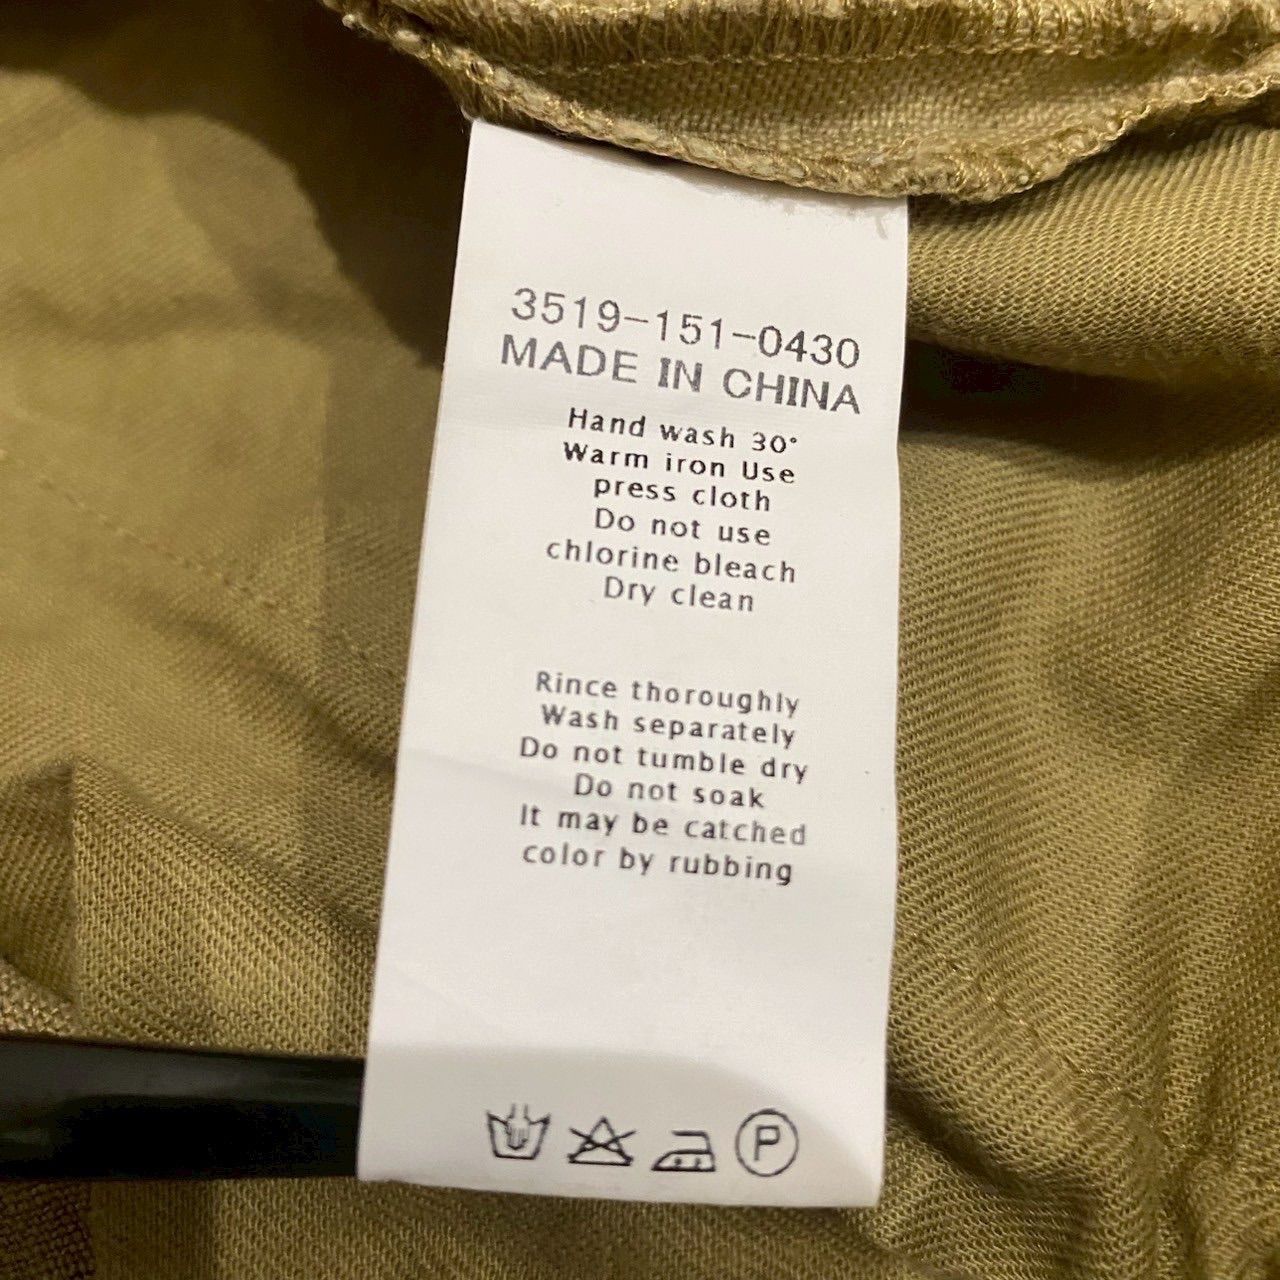 3519-151-0430
MADE IN CHINA
Hand wash 30°
Warm iron Use
press cloth
Do not use
chlorine bleach
Dry clean
Rince thoroughly
Wash separately
Do not tumble dry
Do not soak
It may be catched
color by rubbing
P